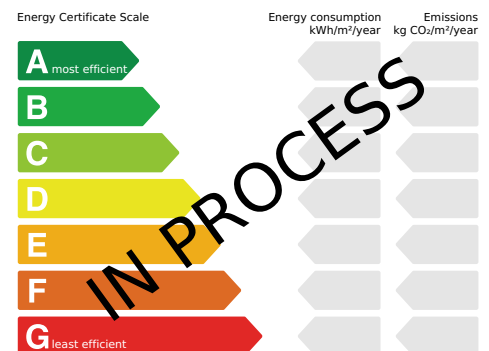 Energy Certificate Scale
Energy consumption
kWh/m²/year
Emissions
kg CO₂/m²/year
A most efficient
B
C
D
E
F
G least efficient
IN PROCESS